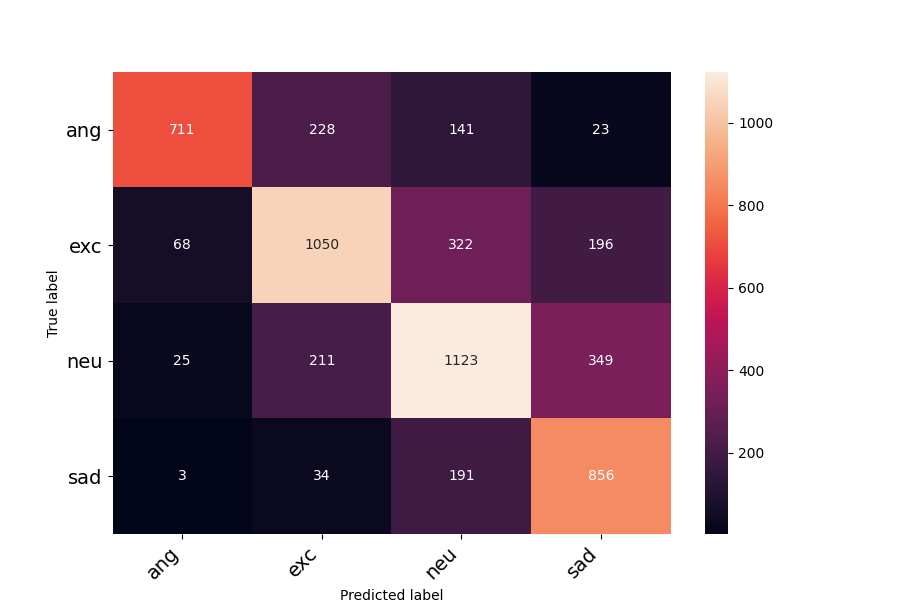 ang 711 228 141 23
exc 68 1050 322 196
neu 25 211 1123 349
sad 3 34 191 856
ang exc neu sad
True label
Predicted label
1000
800
600
400
200